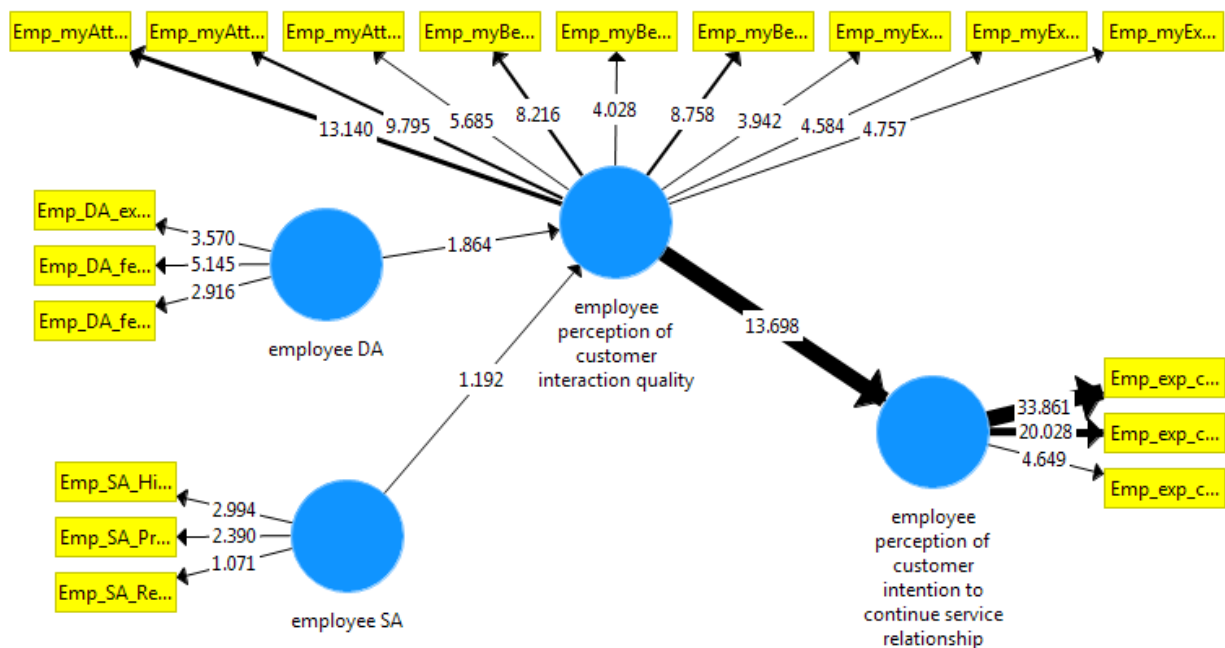 Emp_myAtt... Emp_myAtt... Emp_myAtt... Emp_myBe... Emp_myBe... Emp_myBe... Emp_myEx... Emp_myEx... Emp_myEx...
13.140 9.795 5.685 8.216 4.028 8.758 3.942 4.584 4.757
Emp_DA_ex...
3.570
Emp_DA_fe...
5.145
Emp_DA_fe...
2.916
employee DA
1.864
employee
perception of
customer
interaction quality
1.192
13.698
Emp_SA_Hi...
2.994
Emp_SA_Pr...
2.390
Emp_SA_Re...
1.071
employee SA
Emp_exp_c...
33.861
Emp_exp_c...
20.028
Emp_exp_c...
4.649
employee
perception of
customer
intention to
continue service
relationship